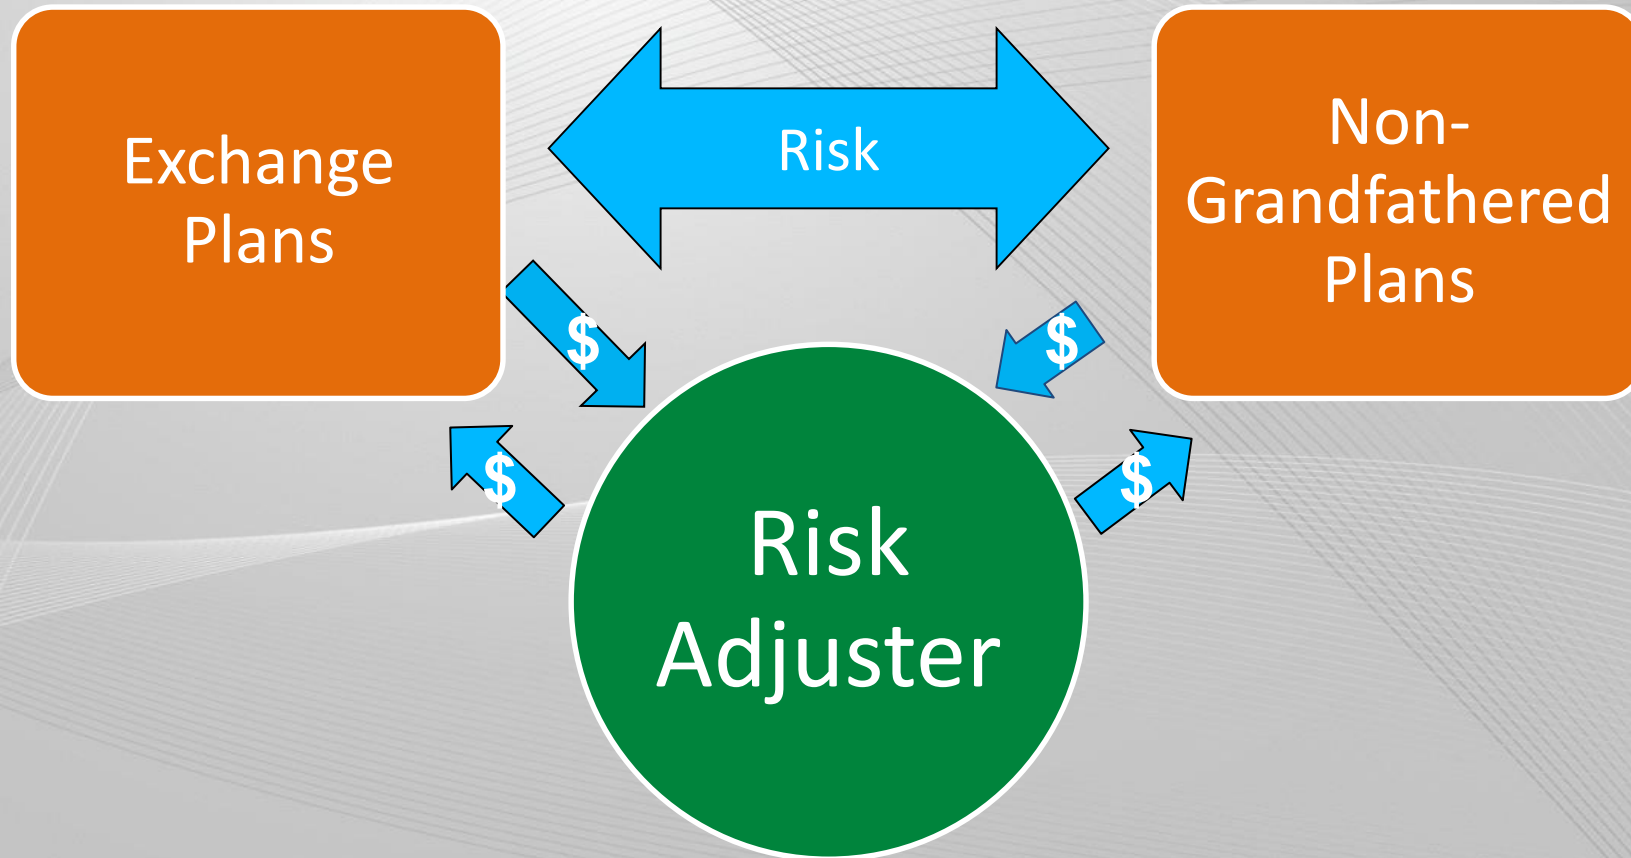 Exchange
Plans
Risk
Non-
Grandfathered
Plans
$
$
$
$
Risk
Adjuster